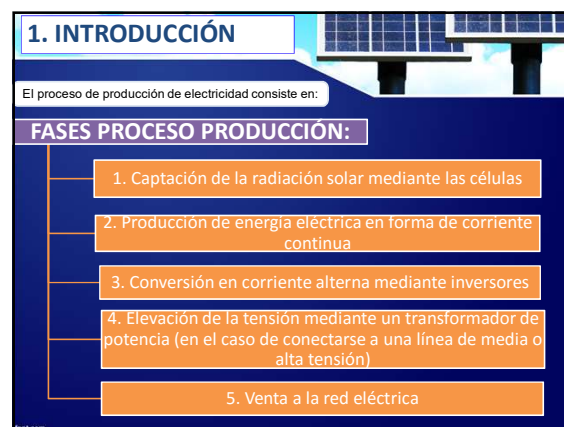 1. INTRODUCCIÓN
El proceso de producción de electricidad consiste en:
FASES PROCESO PRODUCCIÓN:
1. Captación de la radiación solar mediante las células
2. Producción de energía eléctrica en forma de corriente
continua
3. Conversión en corriente alterna mediante inversores
4. Elevación de la tensión mediante un transformador de
potencia (en el caso de conectarse a una línea de media o
alta tensión)
5. Venta a la red eléctrica